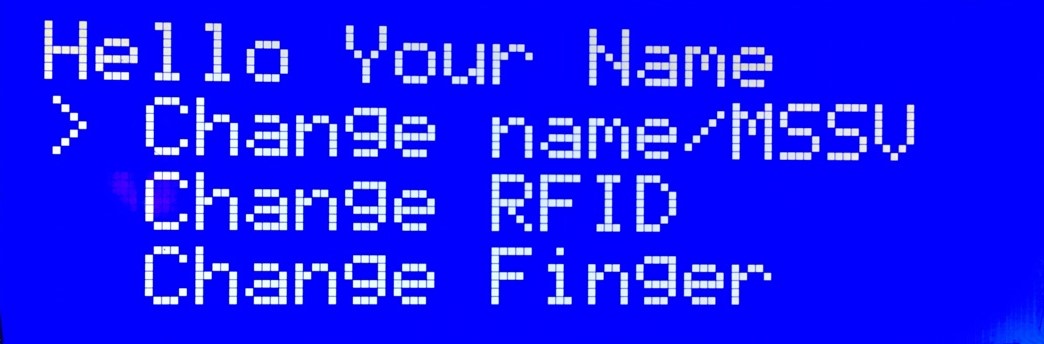 Hello Your Name
> Change name/MSSV
Change RFID
Change Finger